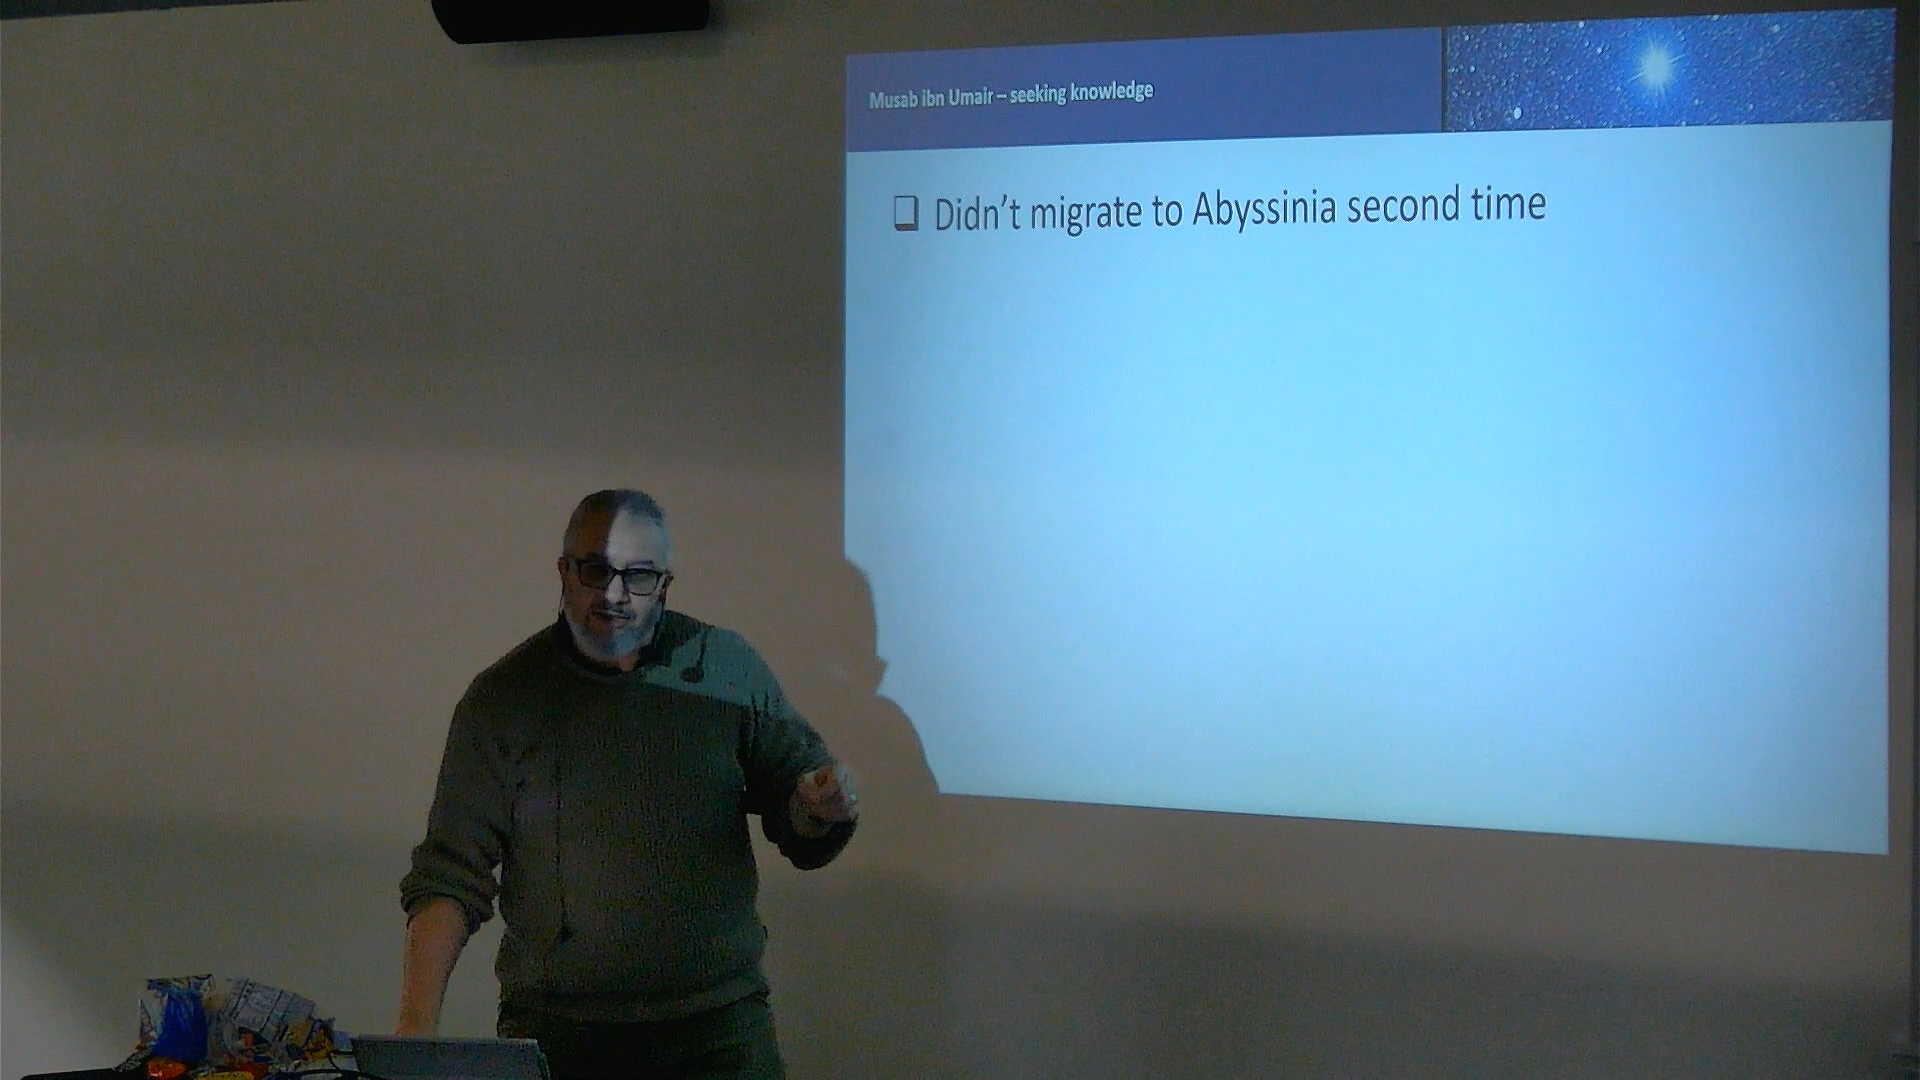 Musab ibn Umair – seeking knowledge
❑ Didn't migrate to Abyssinia second time